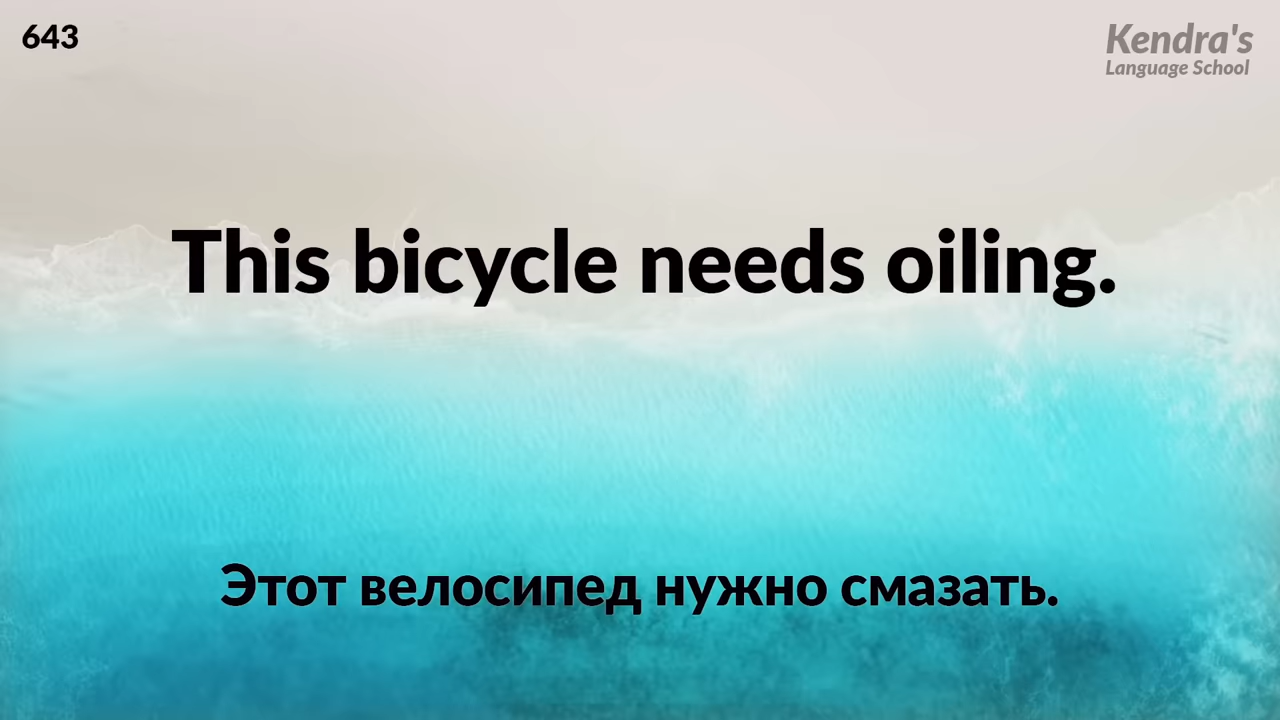 643
Kendra's
Language School
This bicycle needs oiling.
Этот велосипед нужно смазать.